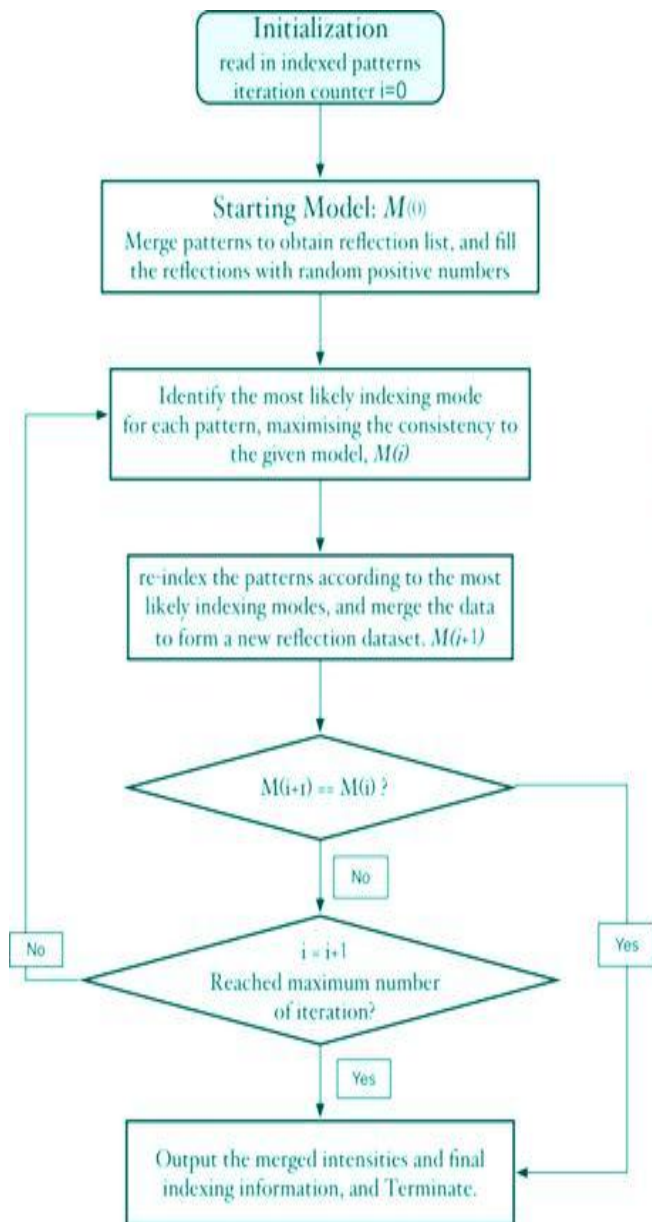 Initialization
read in indexed patterns
iteration counter i=0
Starting Model: M(0)
Merge patterns to obtain reflection list, and fill
the reflections with random positive numbers
Identify the most likely indexing mode
for each pattern, maximising the consistency to
the given model, M(i)
re-index the patterns according to the most
likely indexing modes, and merge the data
to form a new reflection dataset. M(i+1)
M(i+1) == M(i) ?
No
Yes
No
i = i+1
Reached maximum number
of iteration?
Yes
Output the merged intensities and final
indexing information, and Terminate.